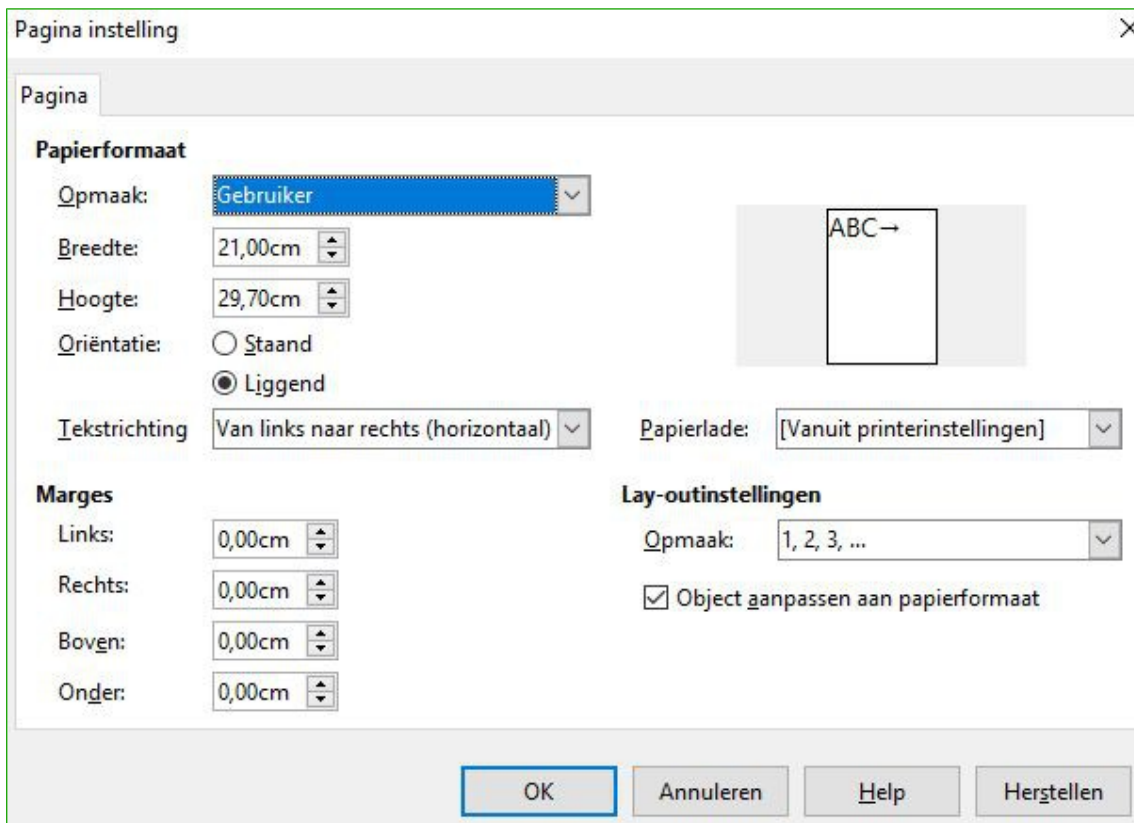 Pagina instelling
Pagina
Papierformaat
Opmaak: Gebruiker
Breedte: 21,00cm
Hoogte: 29,70cm
Oriëntatie: Staand
Liggend
Tekstrichting Van links naar rechts (horizontaal)
ABC→
Papierlade: [Vanuit printerinstellingen]
Marges
Links: 0,00cm
Rechts: 0,00cm
Boven: 0,00cm
Onder: 0,00cm
Lay-outinstellingen
Opmaak: 1, 2, 3, ...
Object aanpassen aan papierformaat
OK Annuleren Help Herstellen